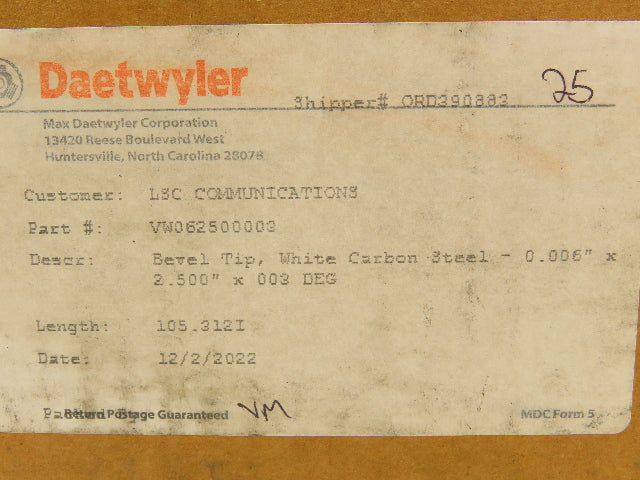 Daetwyler
Shipper# ORD390883
25
Max Daetwyler Corporation
13420 Reese Boulevard West
Huntersville, North Carolina 28078
Customer: LSC COMMUNICATIONS
Part #: VW062500003
Descr: Bevel Tip, White Carbon Steel - 0.006" x
2.500" x 003 DEG
Length: 105.312I
Date: 12/2/2022
Return Postage Guaranteed
VM
MDC Form 5